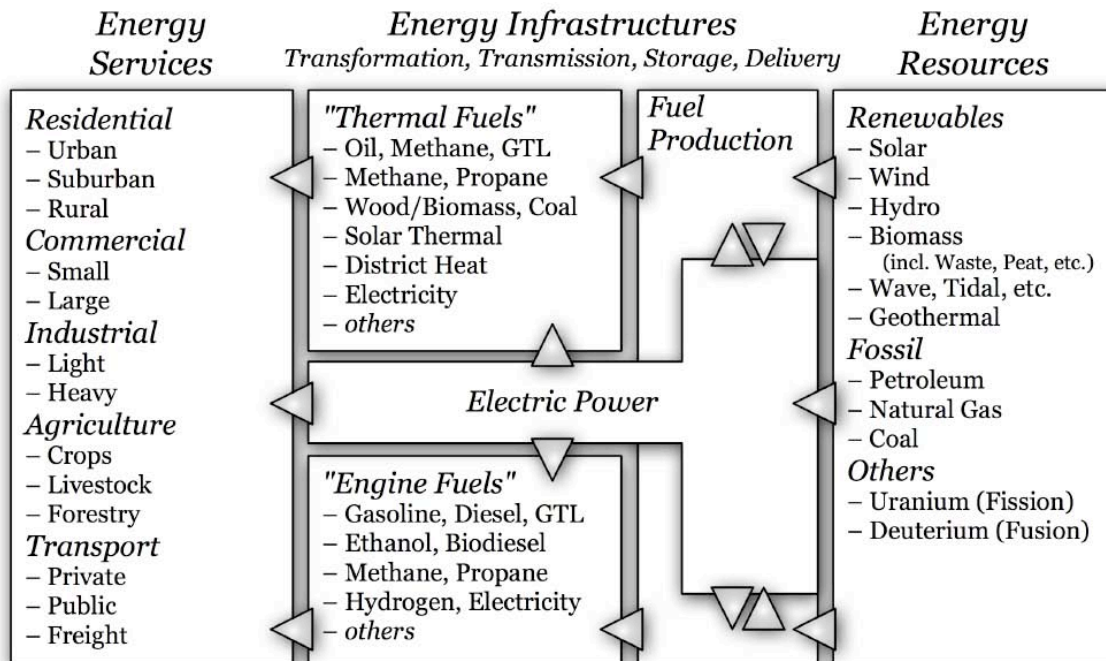 Energy
Services
Energy Infrastructures
Transformation, Transmission, Storage, Delivery
Energy
Resources
Residential
– Urban
– Suburban
– Rural
Commercial
– Small
– Large
Industrial
– Light
– Heavy
Agriculture
– Crops
– Livestock
– Forestry
Transport
– Private
– Public
– Freight
"Thermal Fuels"
– Oil, Methane, GTL
– Methane, Propane
– Wood/Biomass, Coal
– Solar Thermal
– District Heat
– Electricity
– others
Fuel
Production
Electric Power
"Engine Fuels"
– Gasoline, Diesel, GTL
– Ethanol, Biodiesel
– Methane, Propane
– Hydrogen, Electricity
– others
Renewables
– Solar
– Wind
– Hydro
– Biomass
(incl. Waste, Peat, etc.)
– Wave, Tidal, etc.
– Geothermal
Fossil
– Petroleum
– Natural Gas
– Coal
Others
– Uranium (Fission)
– Deuterium (Fusion)